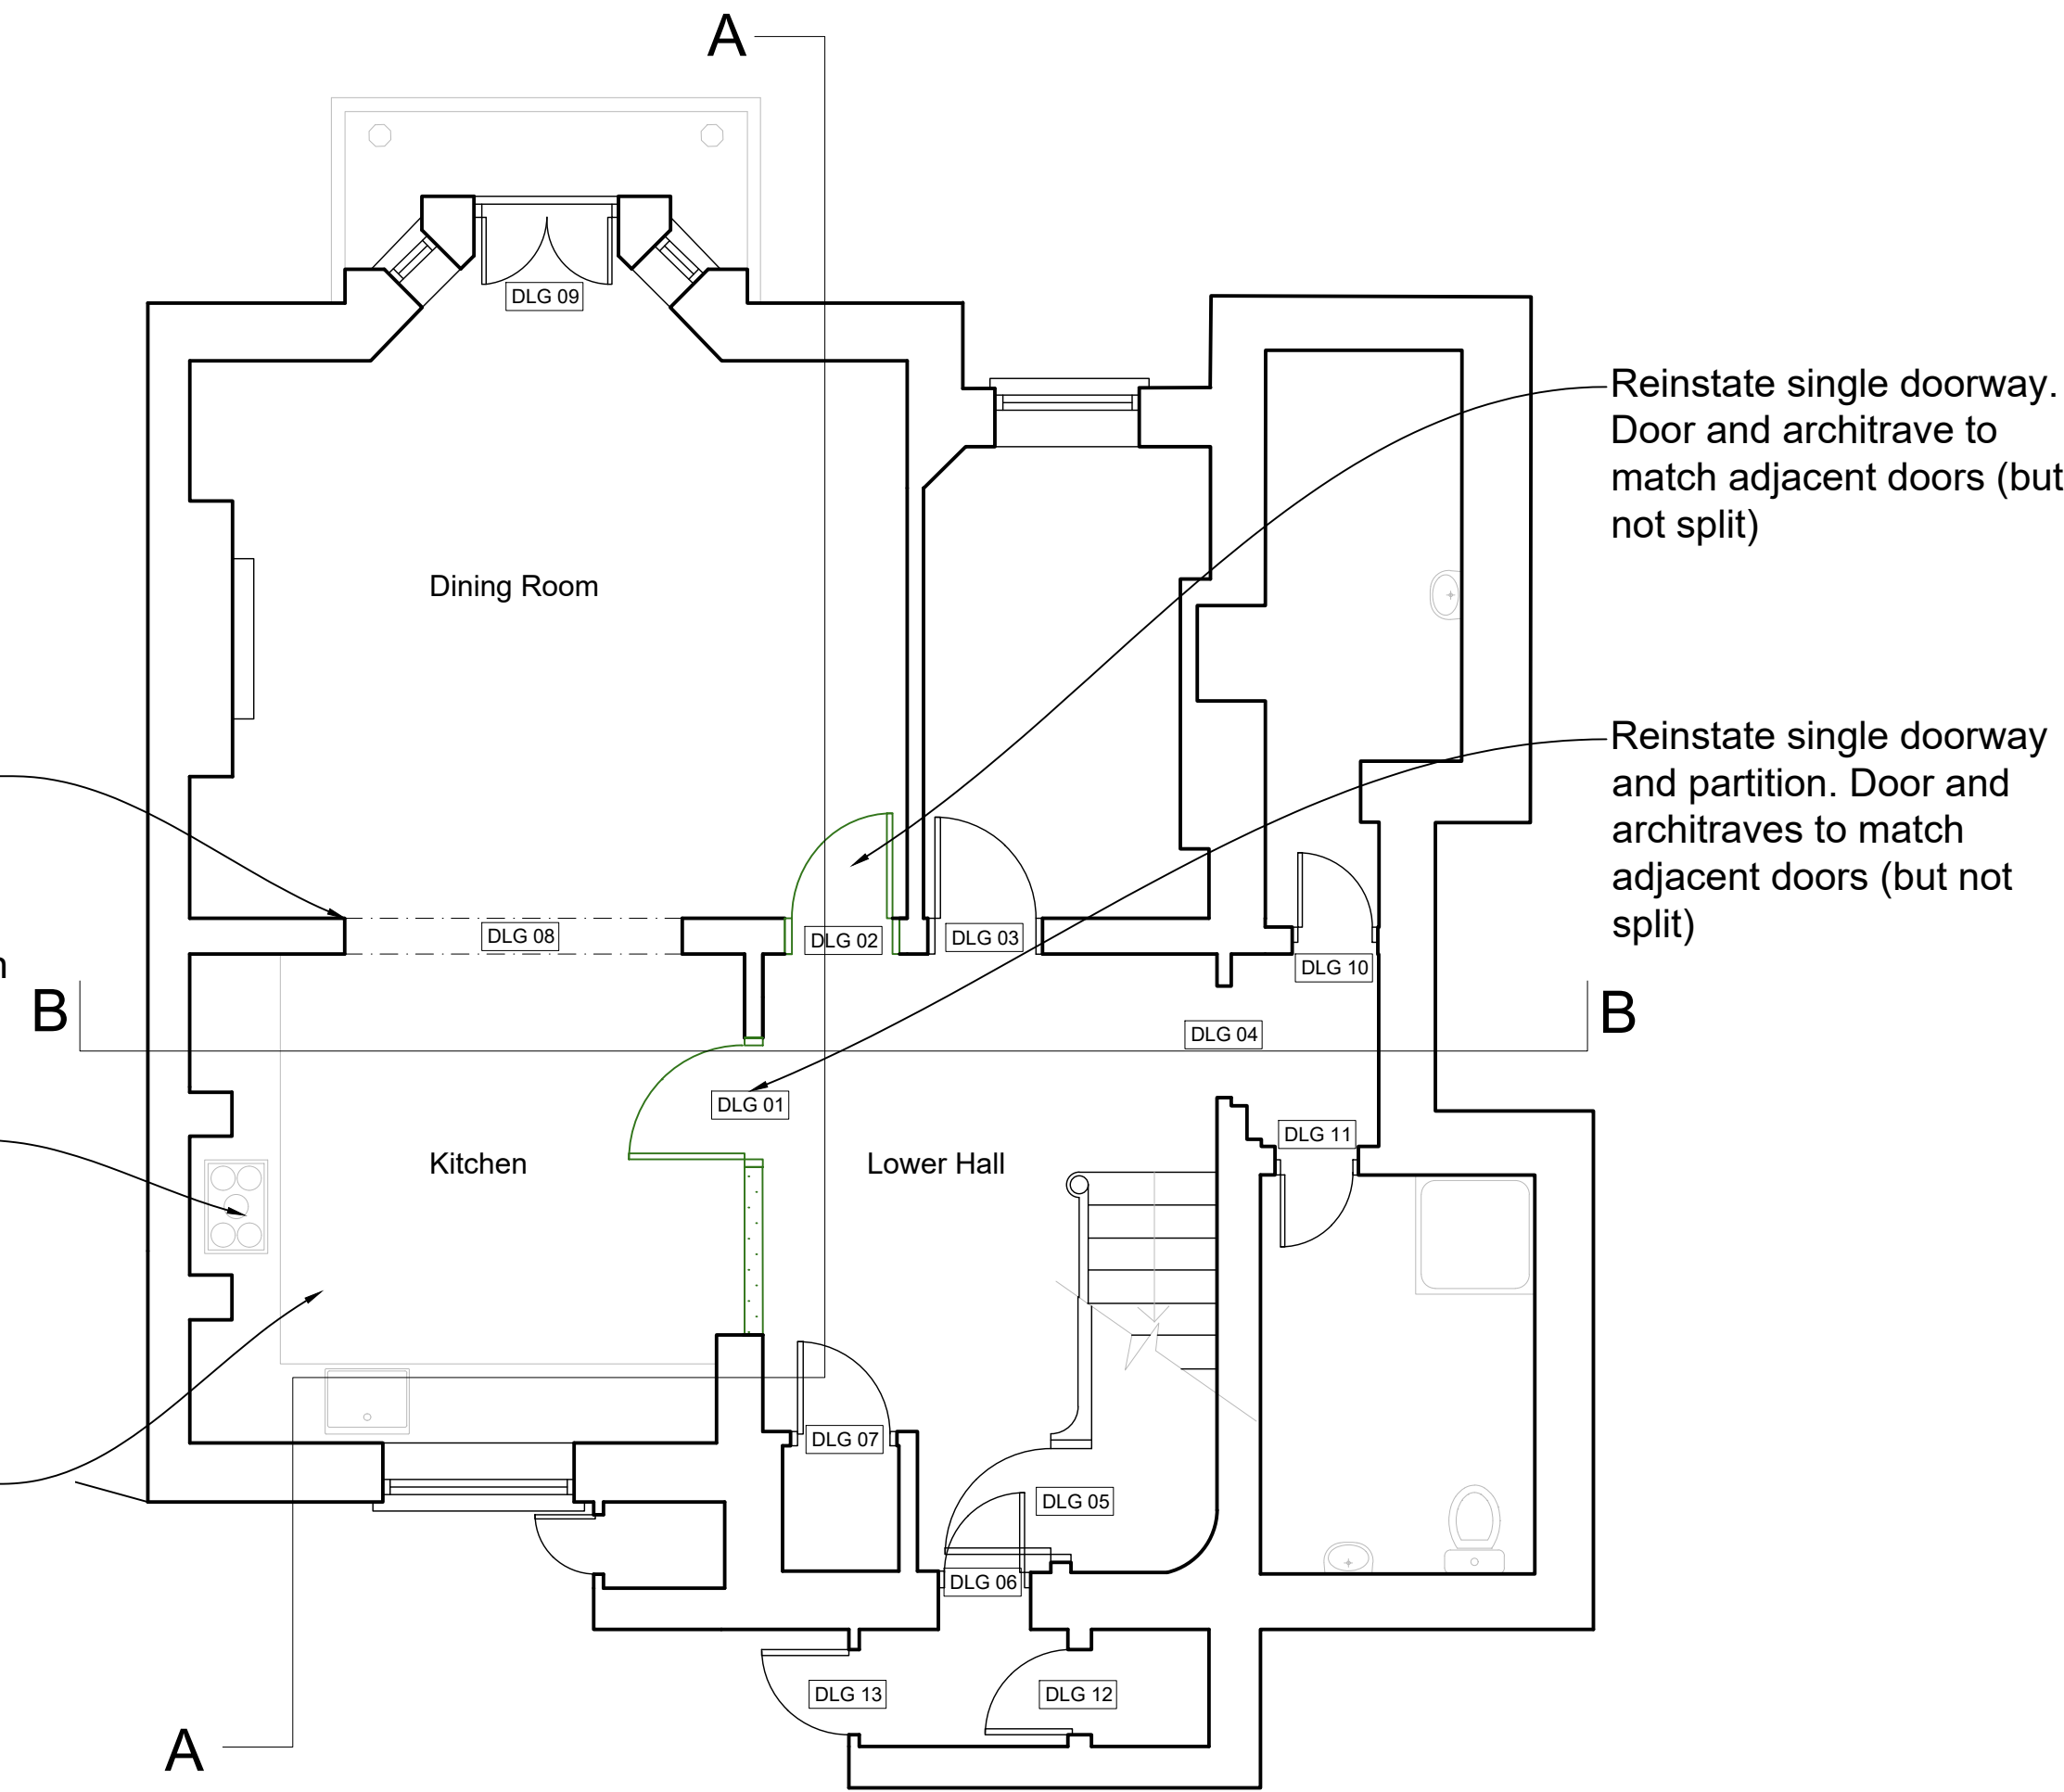 A
DLG 09
Reinstate single doorway.
Door and architrave to
match adjacent doors (but
not split)
Dining Room
Reinstate single doorway
and partition. Door and
architraves to match
adjacent doors (but not
split)
DLG 08
DLG 02
DLG 03
DLG 10
B
B
DLG 04
DLG 01
DLG 11
Kitchen
Lower Hall
DLG 07
DLG 05
DLG 06
DLG 13
DLG 12
A